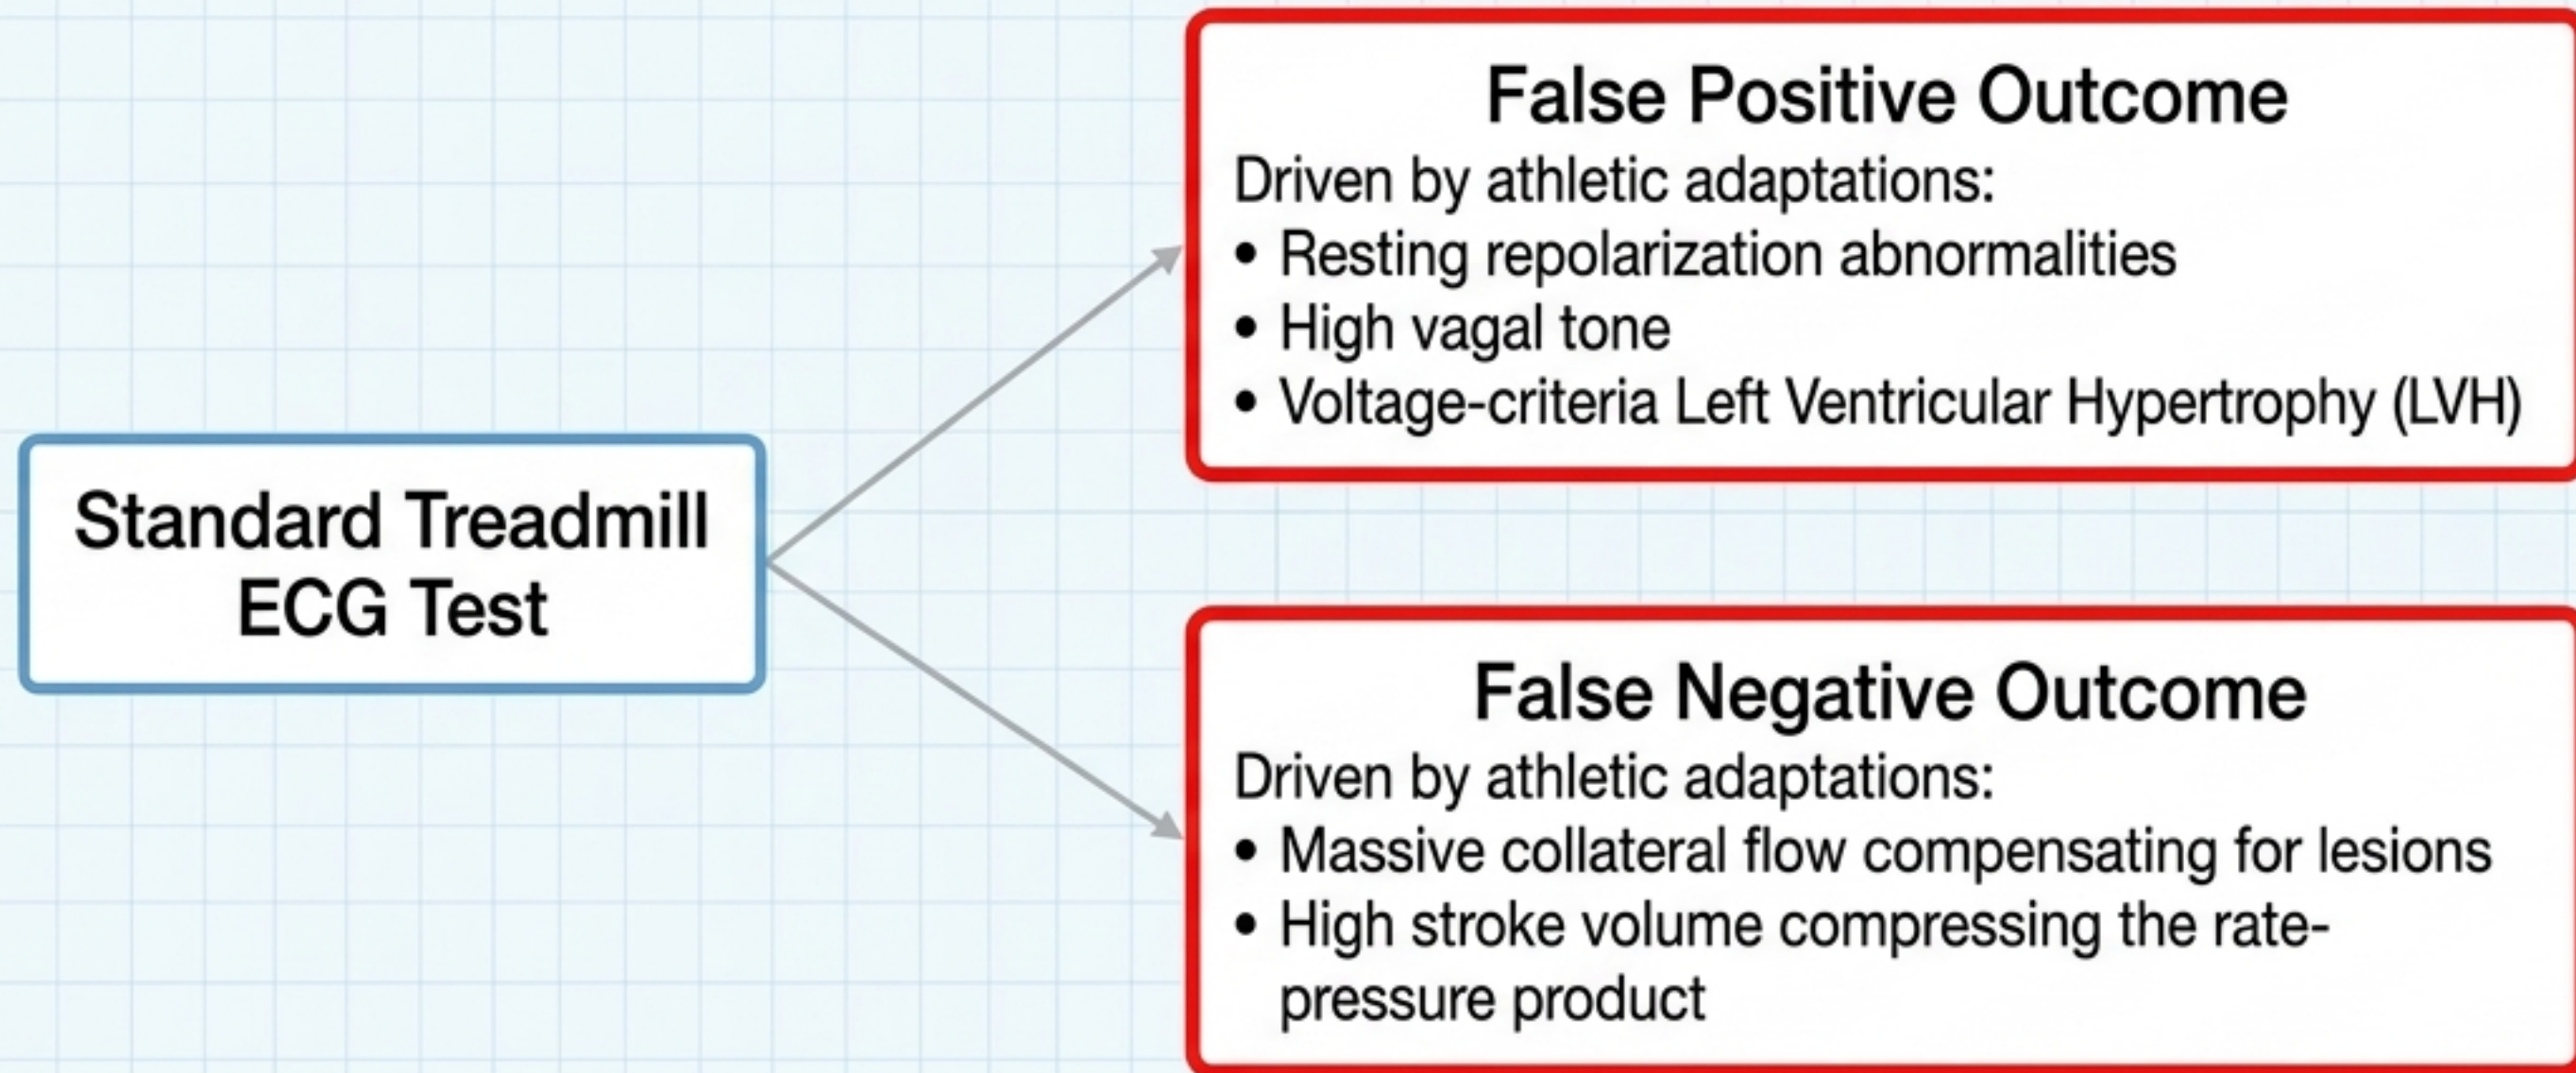 Standard Treadmill
ECG Test
False Positive Outcome
Driven by athletic adaptations:
• Resting repolarization abnormalities
• High vagal tone
• Voltage-criteria Left Ventricular Hypertrophy (LVH)
False Negative Outcome
Driven by athletic adaptations:
• Massive collateral flow compensating for lesions
• High stroke volume compressing the rate-
pressure product